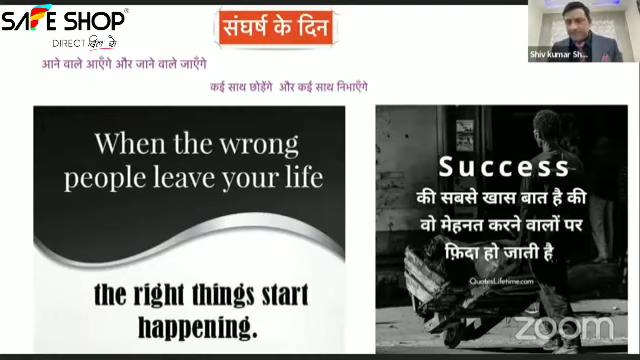 SAFE SHOP
DIRECT दिल से
संघर्ष के दिन
Shiv kumar Sh...
आने वाले आएँगे और जाने वाले जाएँगे
कई साथ छोड़ेंगे और कई साथ निभाएँगे
When the wrong
people leave your life
the right things start
happening.
Success
की सबसे खास बात है की
वो मेहनत करने वालों पर
फ़िदा हो जाती है
QuotesLifetime.com
zoom